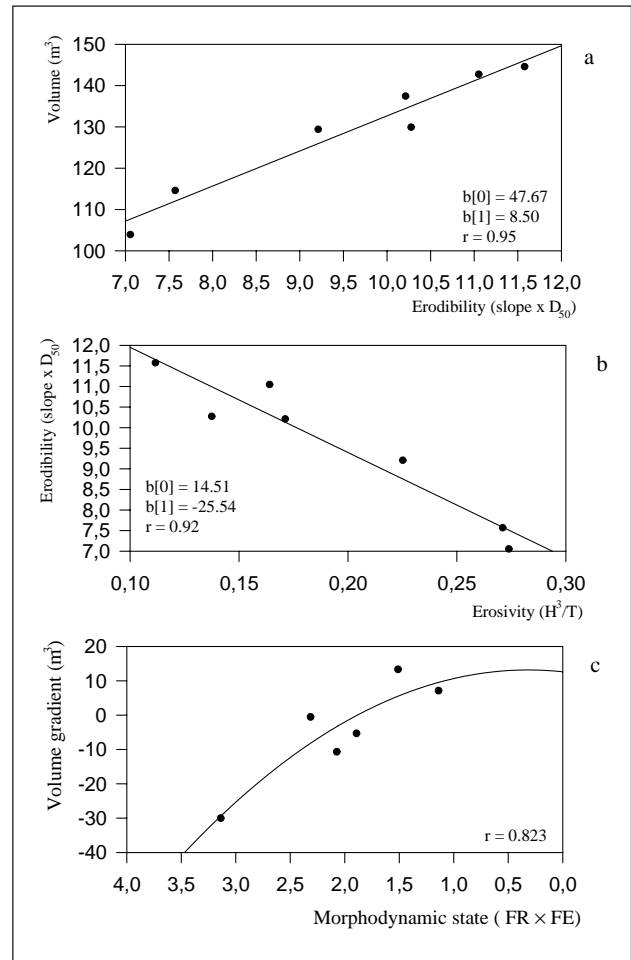 a
Volume (m³)
150
140
130
120
110
100
b[0] = 47.67
b[1] = 8.50
r = 0.95
7,0 7,5 8,0 8,5 9,0 9,5 10,0 10,5 11,0 11,5 12,0
Erodibility (slope x D₅₀)
b
Erodibility (slope x D₅₀)
12,0
11,5
11,0
10,5
10,0
9,5
9,0
8,5
8,0
7,5
7,0
b[0] = 14.51
b[1] = -25.54
r = 0.92
0,10 0,15 0,20 0,25 0,30
Erosivity (H³/T)
c
Volume gradient (m³)
20
10
0
-10
-20
-30
-40
r = 0.823
4,0 3,5 3,0 2,5 2,0 1,5 1,0 0,5 0,0
Morphodynamic state ( FR × FE)